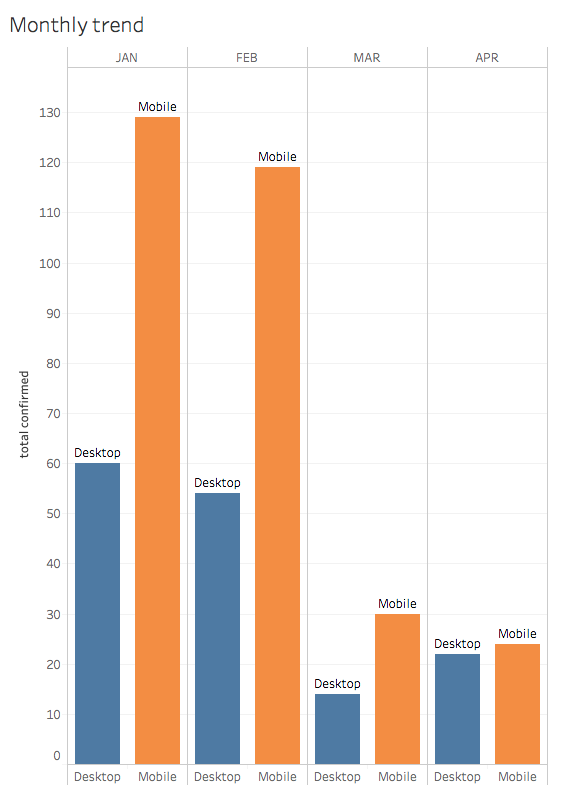 Monthly trend
JAN FEB MAR APR
total confirmed
130
120
110
100
90
80
70
60
50
40
30
20
10
0
Mobile
Mobile
Desktop
Desktop
Mobile
Mobile
Desktop
Desktop
Desktop Mobile Desktop Mobile Desktop Mobile Desktop Mobile